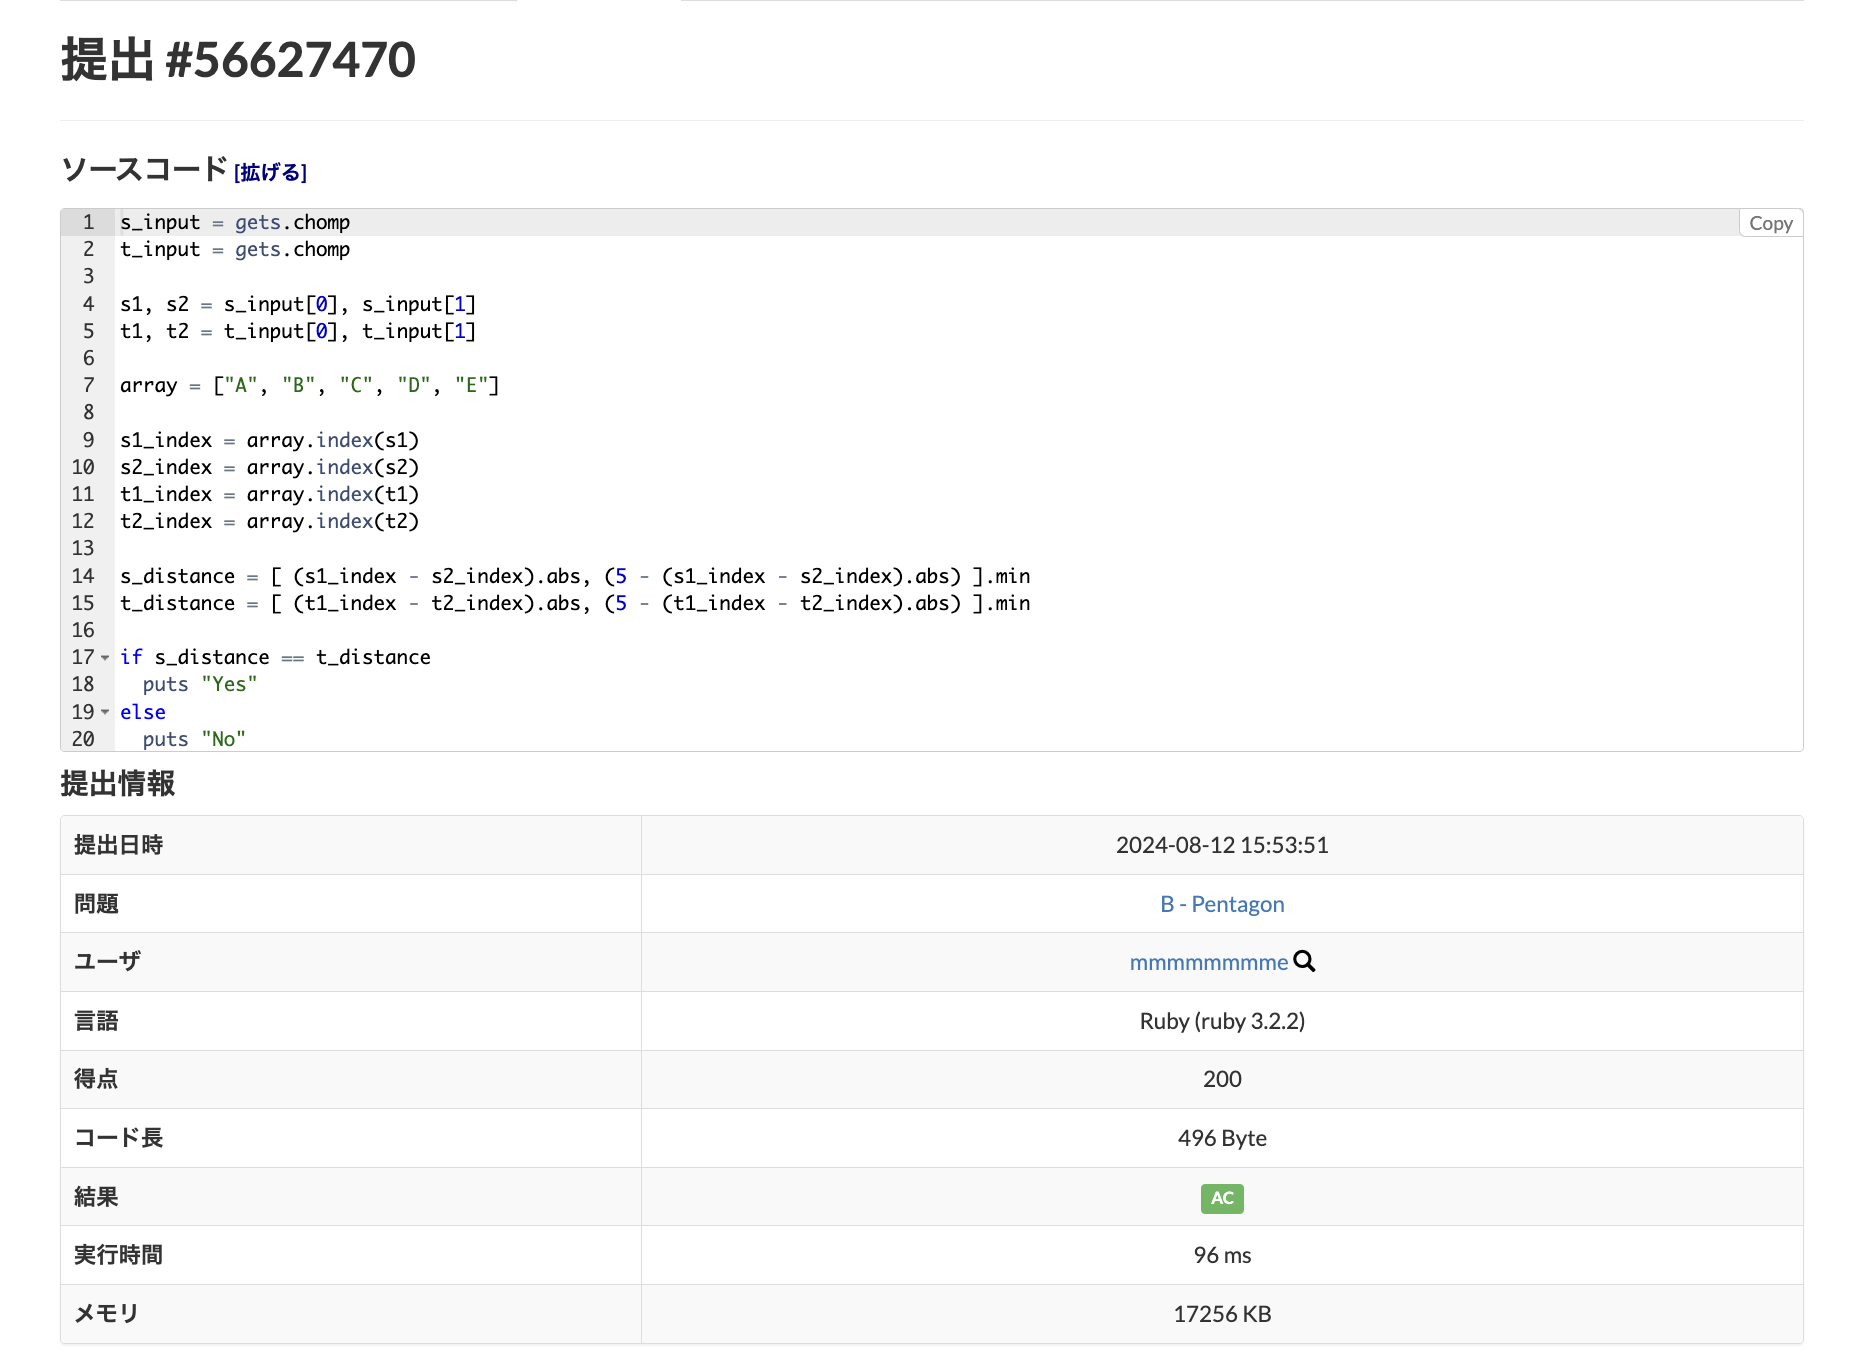 提出 #56627470
ソースコード [拡げる]
Copy
1 s_input = gets.chomp
2 t_input = gets.chomp
3
4 s1, s2 = s_input[0], s_input[1]
5 t1, t2 = t_input[0], t_input[1]
6
7 array = ["A", "B", "C", "D", "E"]
8
9 s1_index = array.index(s1)
10 s2_index = array.index(s2)
11 t1_index = array.index(t1)
12 t2_index = array.index(t2)
13
14 s_distance = [ (s1_index - s2_index).abs, (5 - (s1_index - s2_index).abs) ].min
15 t_distance = [ (t1_index - t2_index).abs, (5 - (t1_index - t2_index).abs) ].min
16
17 if s_distance == t_distance
18   puts "Yes"
19 else
20   puts "No"
提出情報
提出日時 2024-08-12 15:53:51
問題 B - Pentagon
ユーザ mmmmmmmme
言語 Ruby (ruby 3.2.2)
得点 200
コード長 496 Byte
結果 AC
実行時間 96 ms
メモリ 17256 KB